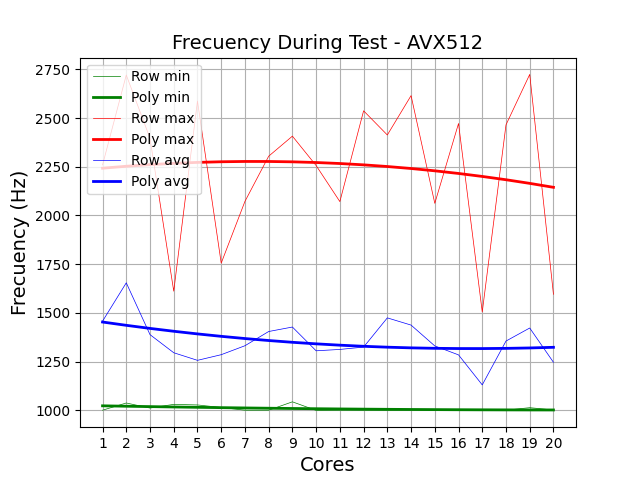 Frecuency During Test - AVX512
Row min
Poly min
Row max
Poly max
Row avg
Poly avg
2750
2500
2250
2000
1750
1500
1250
1000
Frecuency (Hz)
1 2 3 4 5 6 7 8 9 10 11 12 13 14 15 16 17 18 19 20
Cores